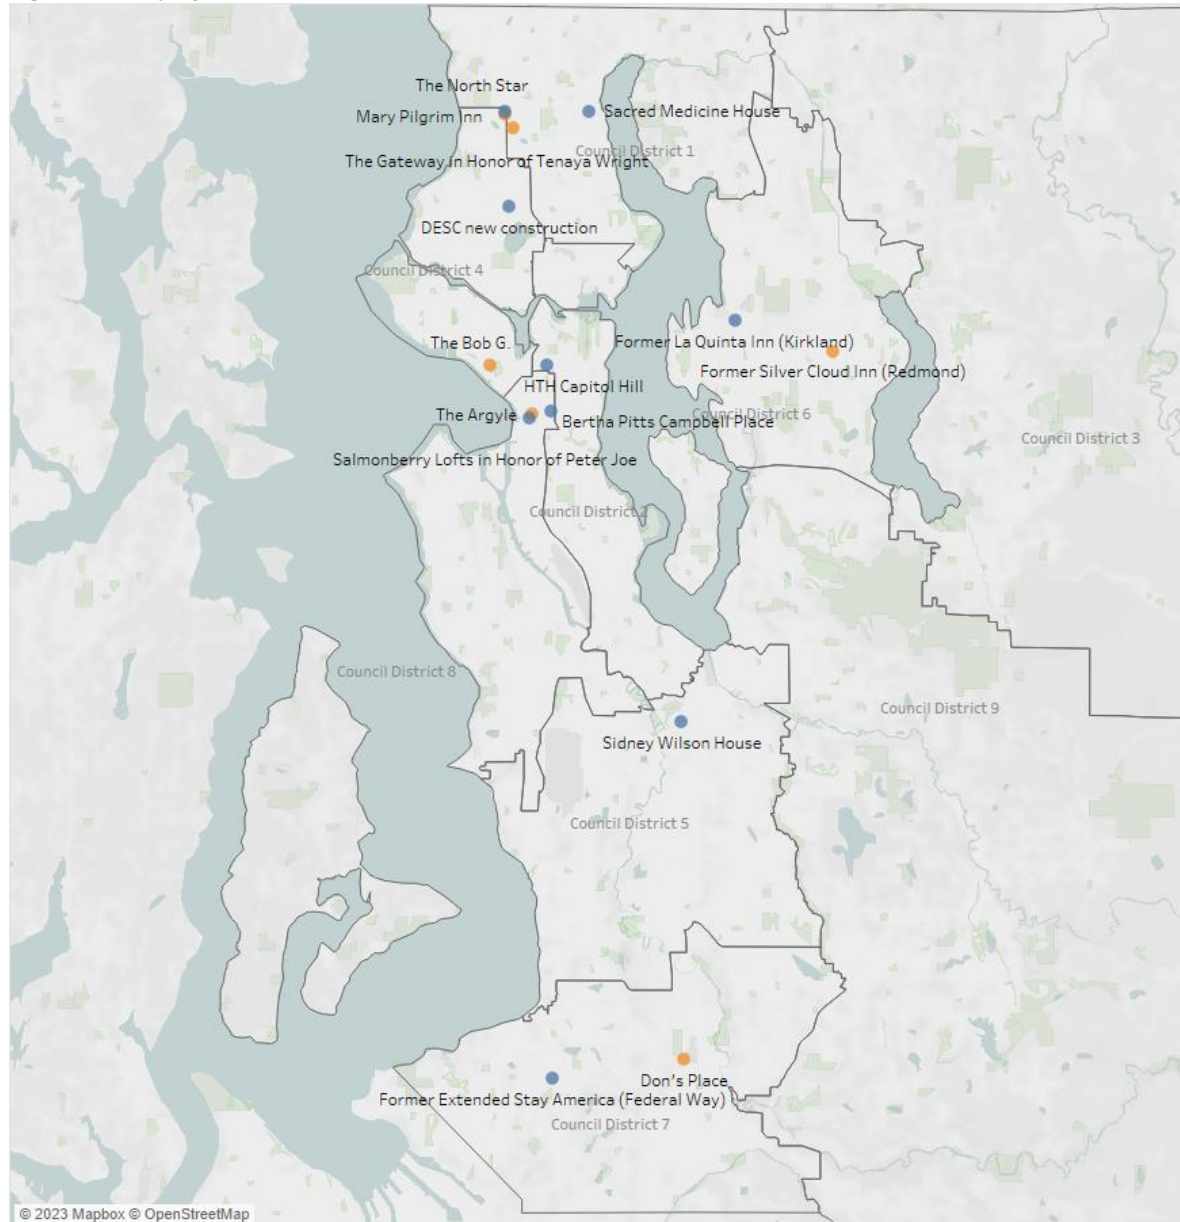 The North Star
Mary Pilgrim Inn
Sacred Medicine House
Council District 1
The Gateway in Honor of Tenaya Wright
DESC new construction
Council District 4
The Bob G.
Former La Quinta Inn (Kirkland)
Former Silver Cloud Inn (Redmond)
HTH Capitol Hill
The Argyle
Bertha Pitts Campbell Place
Council District 6
Council District 3
Salmonberry Lofts in Honor of Peter Joe
Council District 2
Council District 8
Council District 9
Sidney Wilson House
Council District 5
Don's Place
Former Extended Stay America (Federal Way)
Council District 7
© 2023 Mapbox © OpenStreetMap